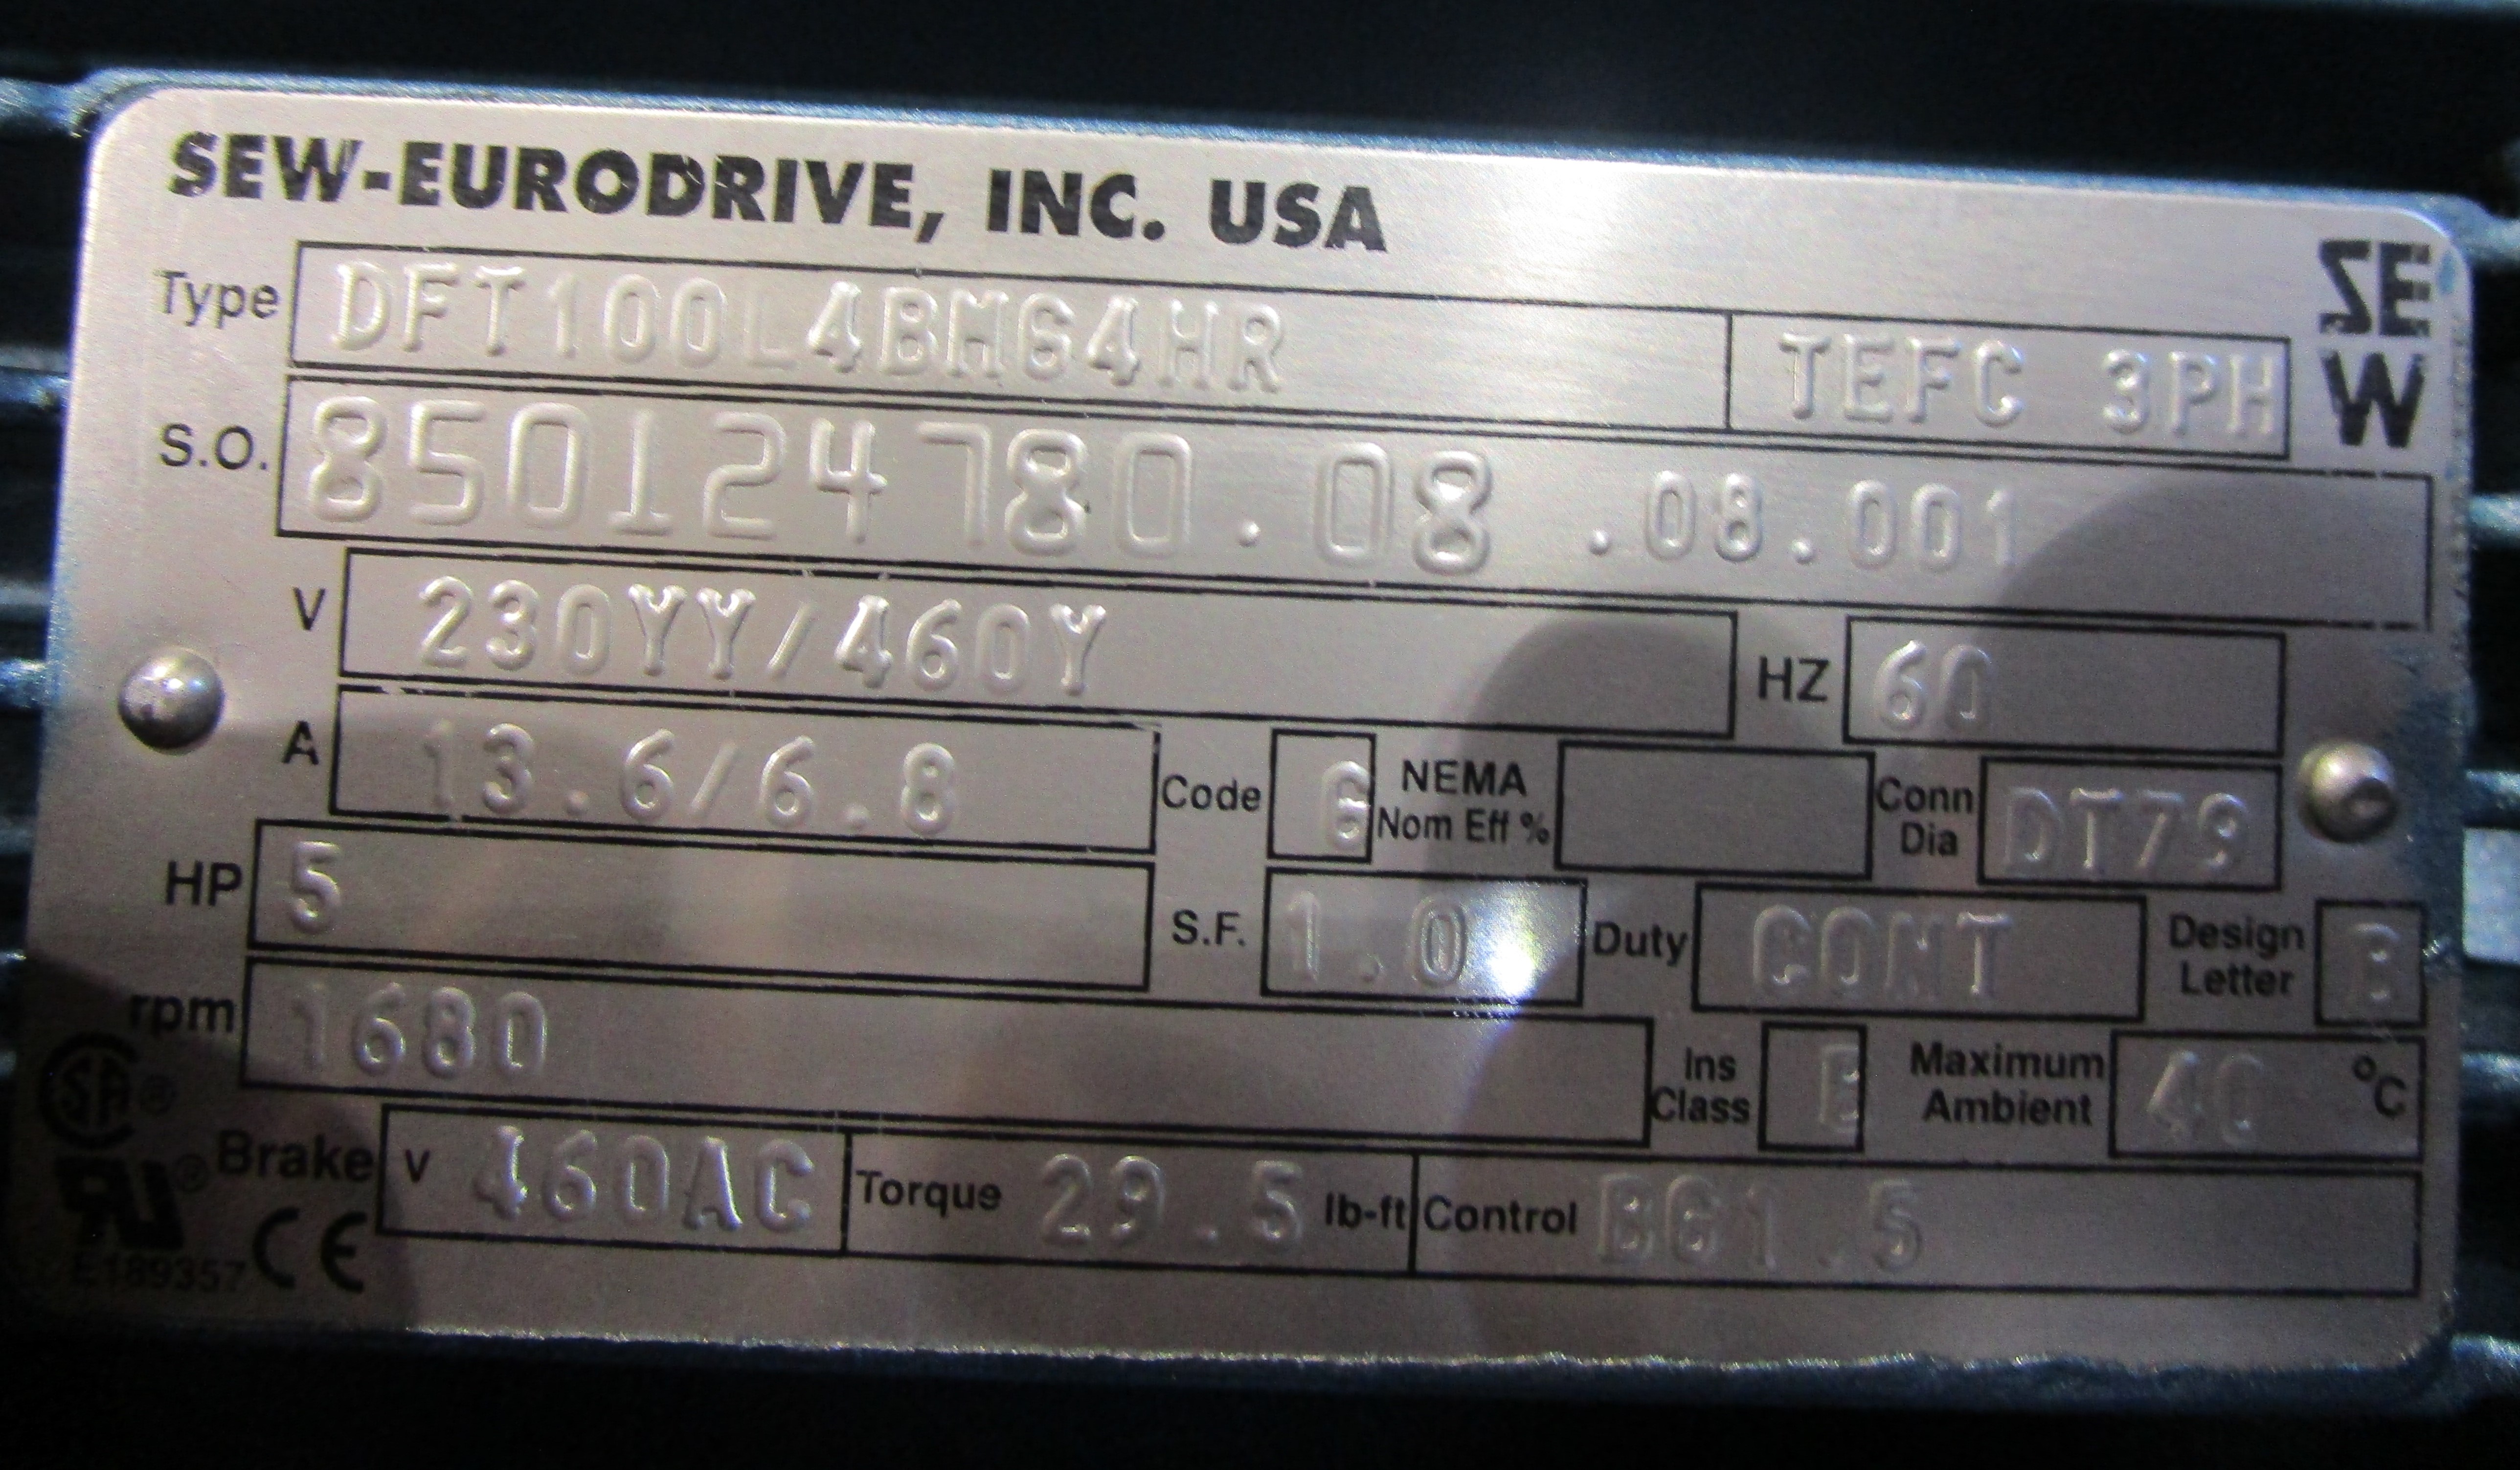 SEW-EURODRIVE, INC. USA
SEW
Type DFT100L4BMG4HR TEFC 3PH
S.O. 850124780.08 .08.001
V 230YY/460Y HZ 60
A 13.6/6.8 Code G NEMA Nom Eff % Conn Dia DT79
HP 5 S.F. 1.0 Duty CONT Design Letter B
rpm 1680 Ins Class Maximum Ambient 40 °C
Brake V 460AC Torque 29.5 lb-ft Control BG1.5
E189357 CE